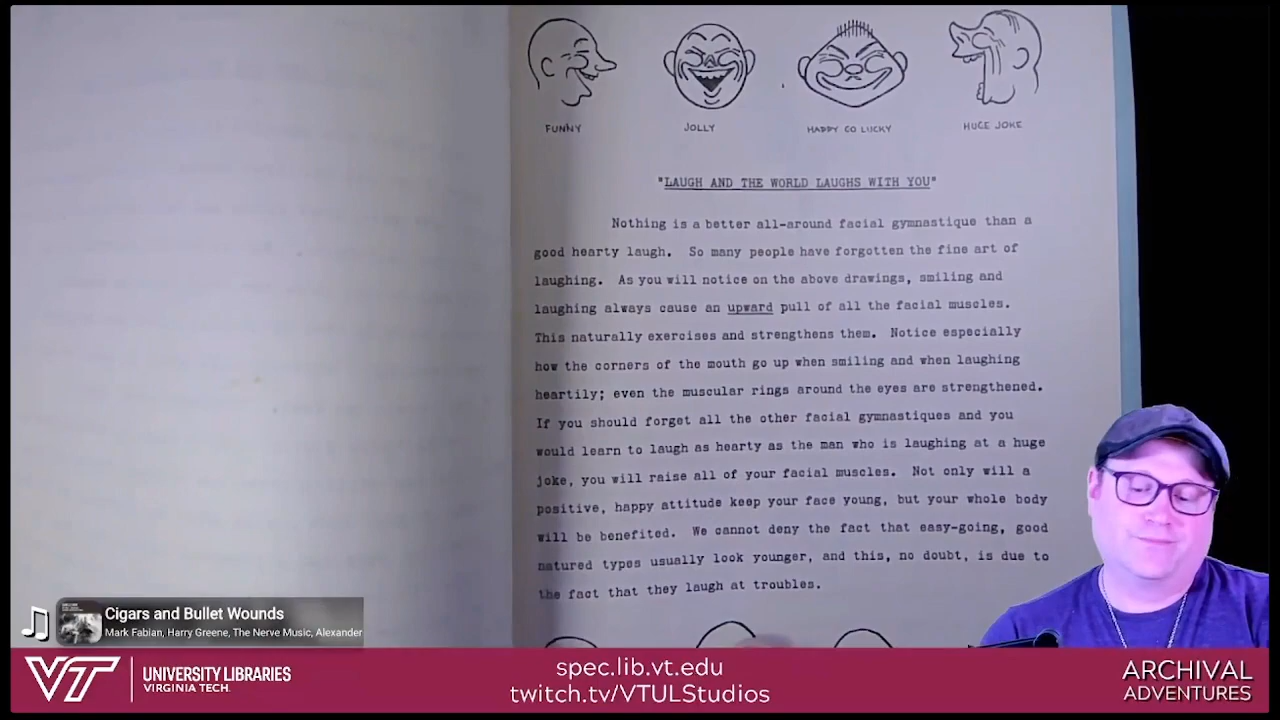 FUNNY
JOLLY
HAPPY GO LUCKY
HUGE JOKE
"LAUGH AND THE WORLD LAUGHS WITH YOU"
Nothing is a better all-around facial gymnastique than a
good hearty laugh. So many people have forgotten the fine art of
laughing. As you will notice on the above drawings, smiling and
laughing always cause an upward pull of all the facial muscles.
This naturally exercises and strengthens them. Notice especially
how the corners of the mouth go up when smiling and when laughing
heartily; even the muscular rings around the eyes are strengthened.
If you should forget all the other facial gymnastiques and you
would learn to laugh as hearty as the man who is laughing at a huge
joke, you will raise all of your facial muscles. Not only will a
positive, happy attitude keep your face young, but your whole body
will be benefited. We cannot deny the fact that easy-going, good
natured types usually look younger, and this, no doubt, is due to
the fact that they laugh at troubles.
Cigars and Bullet Wounds
Mark Fabian, Harry Greene, The Nerve Music, Alexander
VT UNIVERSITY LIBRARIES
VIRGINIA TECH.
spec.lib.vt.edu
twitch.tv/VTULStudios
ARCHIVAL
ADVENTURES